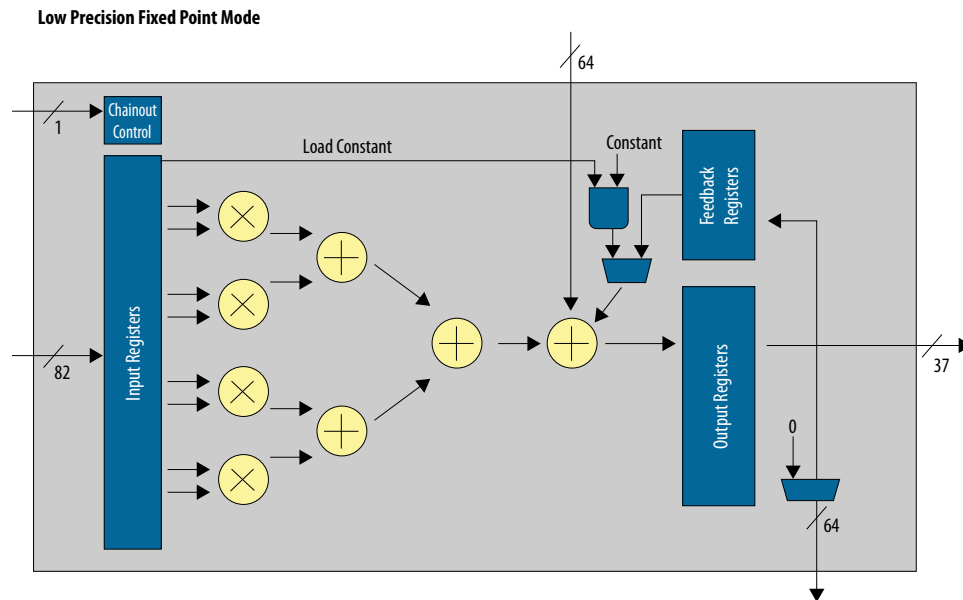 Low Precision Fixed Point Mode
64
1
Chainout
Control
Load Constant
Constant
Feedback
Registers
Input Registers
82
Output Registers
37
0
64